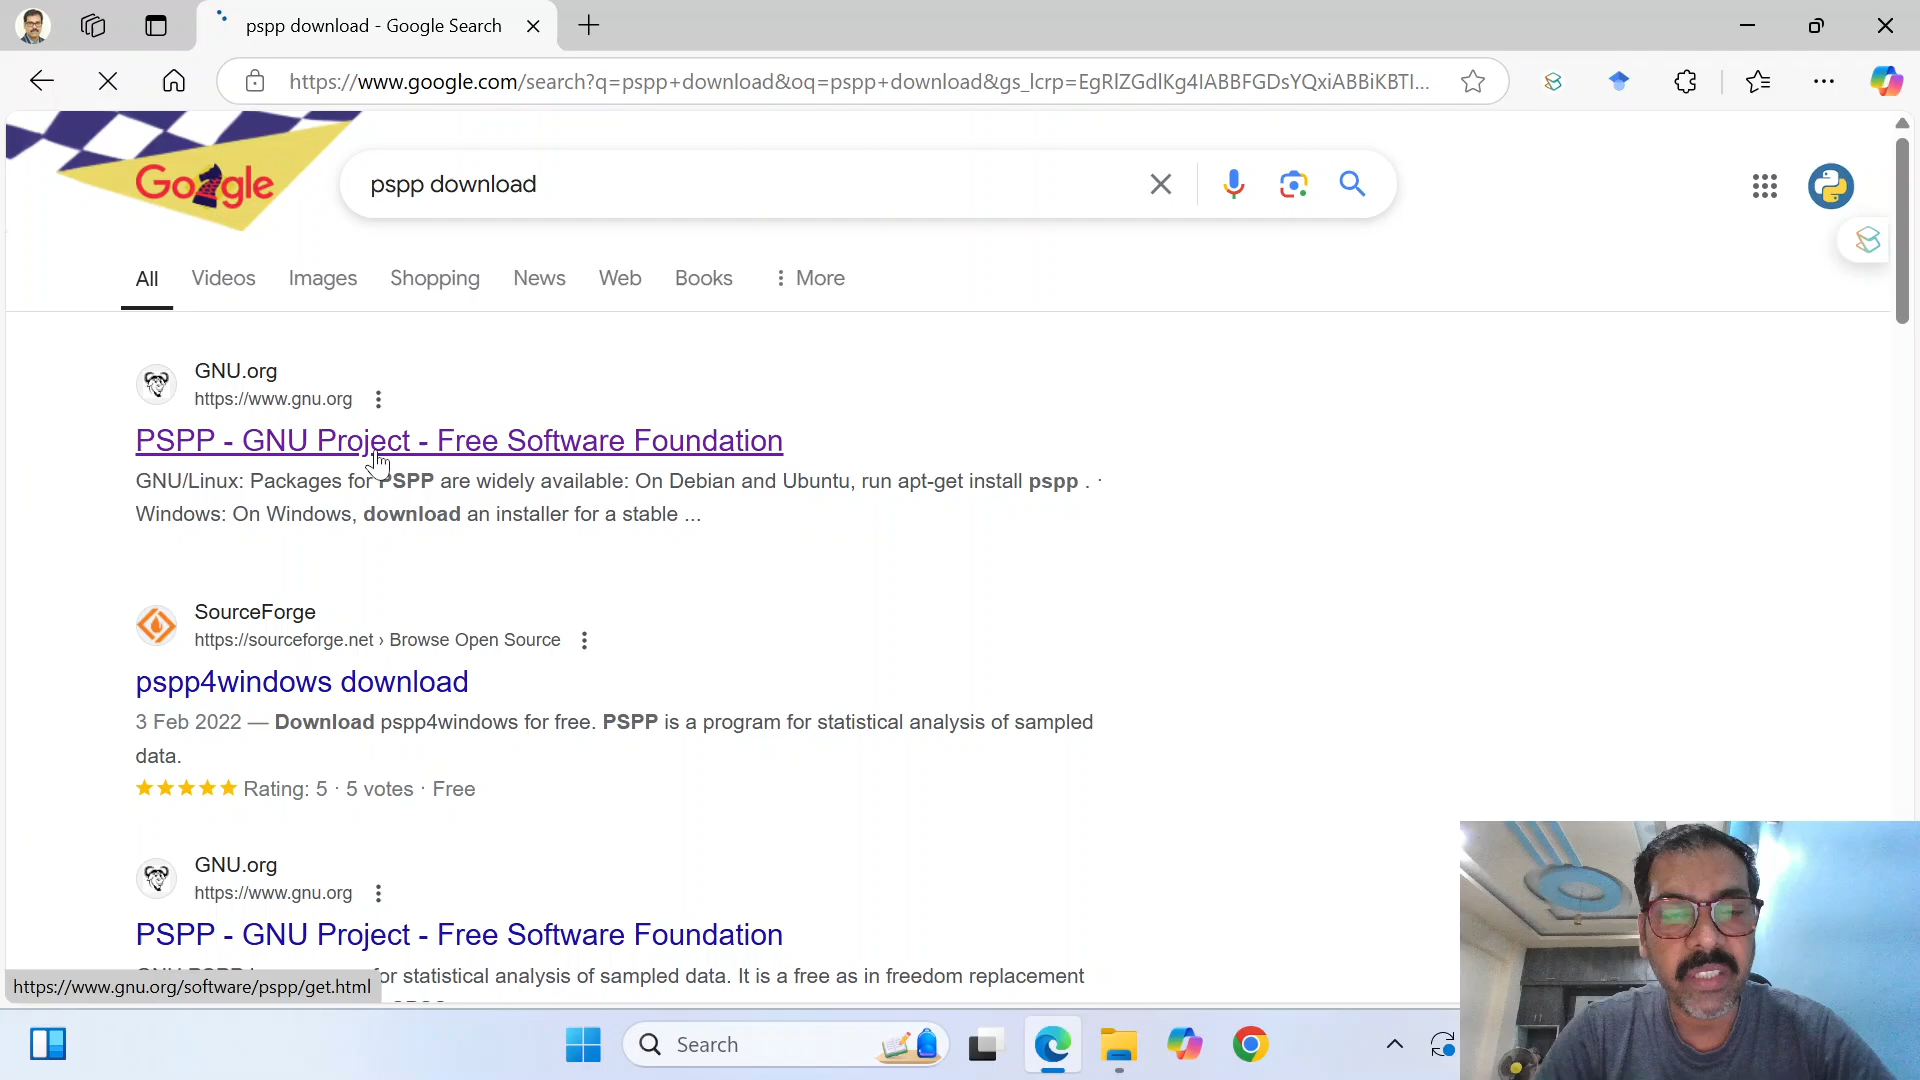 pspp download - Google Search
https://www.google.com/search?q=pspp+download&oq=pspp+download&gs_lcrp=EgRlZGdlKg4IABBFGDsYQxiABBiKBTI...
Google
pspp download
All Videos Images Shopping News Web Books More
GNU.org
https://www.gnu.org
PSPP - GNU Project - Free Software Foundation
GNU/Linux: Packages for PSPP are widely available: On Debian and Ubuntu, run apt-get install pspp . ·
Windows: On Windows, download an installer for a stable ...
SourceForge
https://sourceforge.net › Browse Open Source
pspp4windows download
3 Feb 2022 — Download pspp4windows for free. PSPP is a program for statistical analysis of sampled
data.
Rating: 5 · 5 votes · Free
GNU.org
https://www.gnu.org
PSPP - GNU Project - Free Software Foundation
for statistical analysis of sampled data. It is a free as in freedom replacement
https://www.gnu.org/software/pspp/get.html
Search